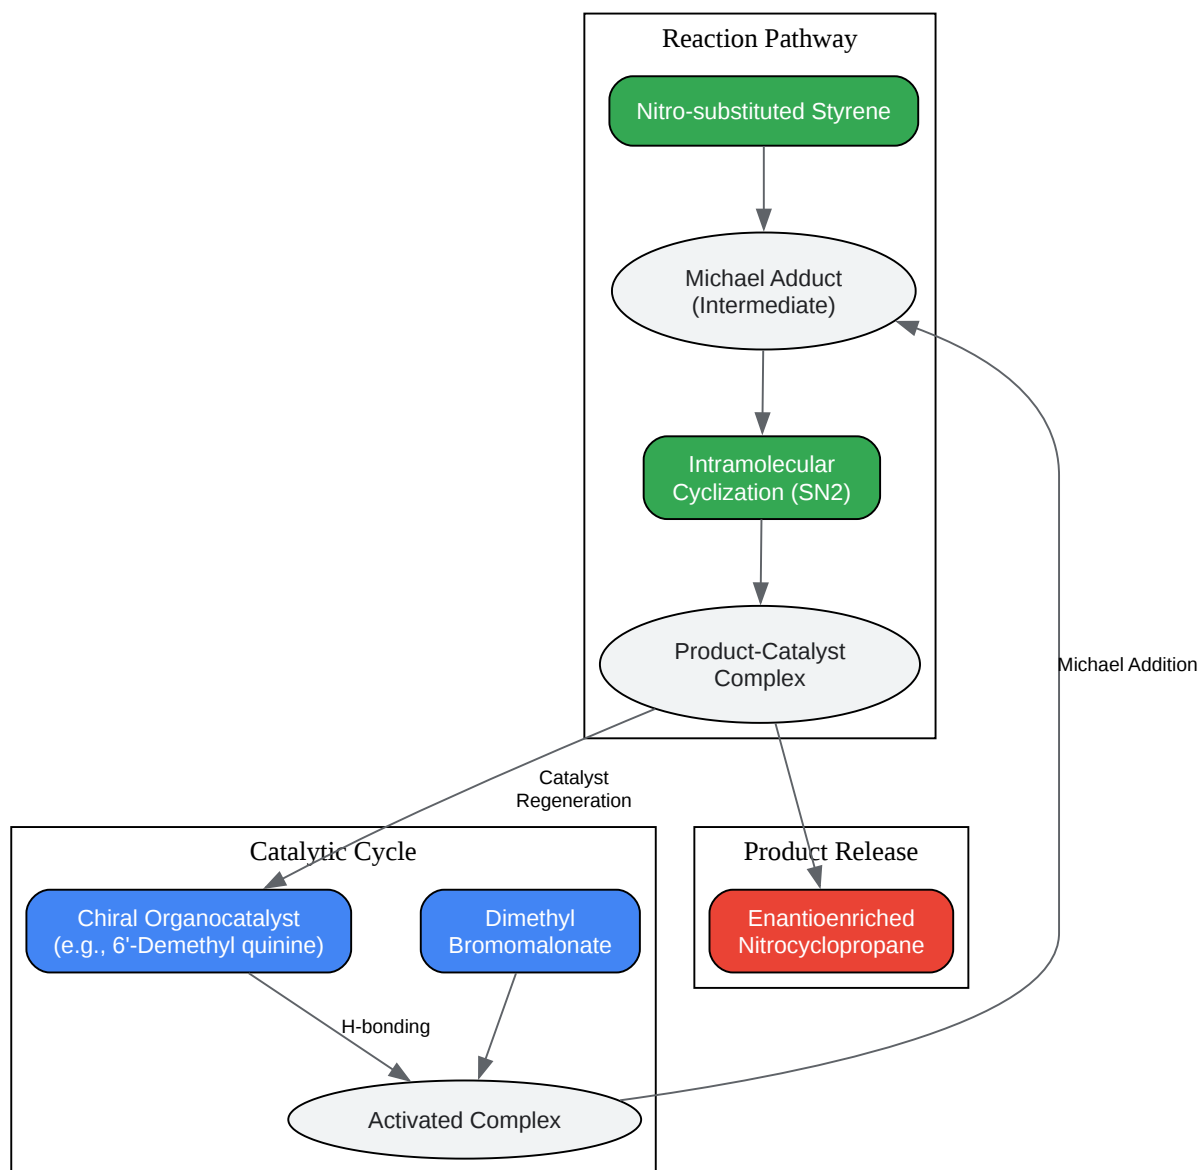 Reaction Pathway
Nitro-substituted Styrene
Michael Adduct
(Intermediate)
Intramolecular
Cyclization (SN2)
Product-Catalyst
Complex
Michael Addition
Catalyst
Regeneration
Catalytic Cycle
Product Release
Chiral Organocatalyst
(e.g., 6'-Demethyl quinine)
Dimethyl
Bromomalonate
Enantioenriched
Nitrocyclopropane
H-bonding
Activated Complex